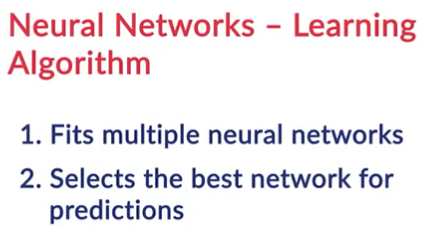 Neural Networks – Learning
Algorithm
1. Fits multiple neural networks
2. Selects the best network for
predictions